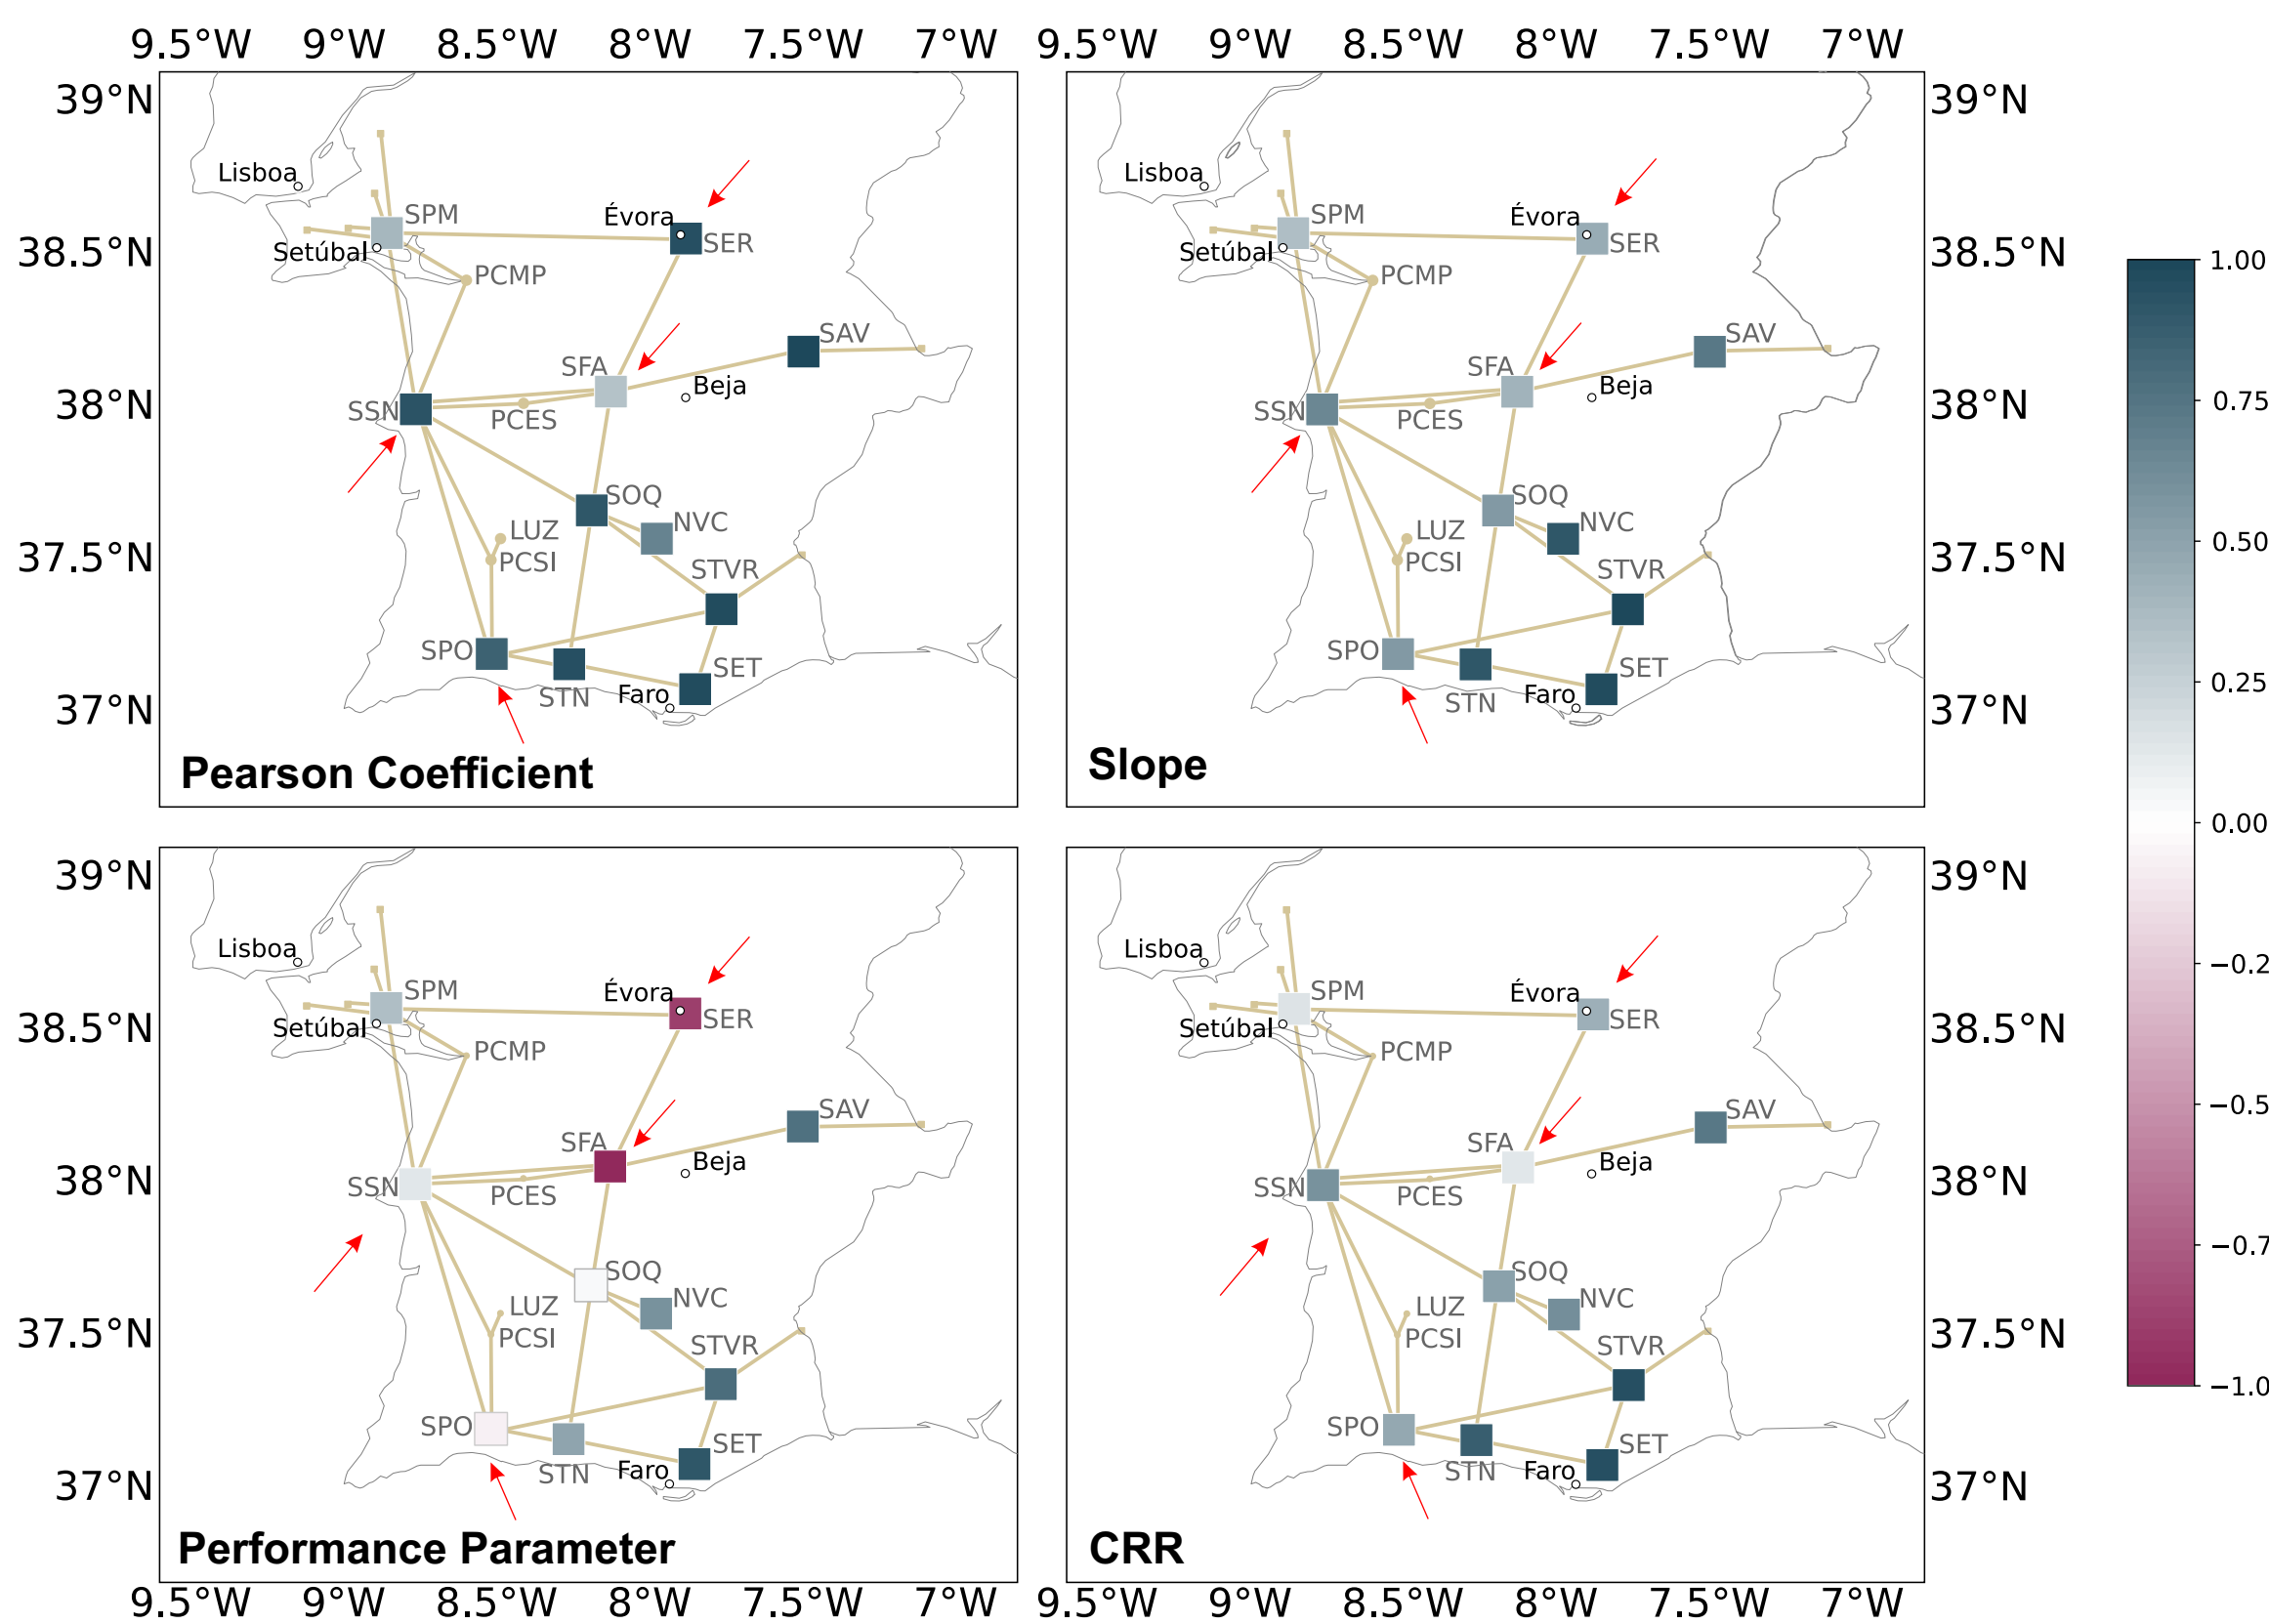 9.5°W 9°W 8.5°W 8°W 7.5°W 7°W
9.5°W 9°W 8.5°W 8°W 7.5°W 7°W
39°N
38.5°N
38°N
37.5°N
37°N
Lisboa
SPM
Évora
SER
Setúbal
PCMP
SAV
SFA
Beja
SSN
PCES
SOQ
NVC
LUZ
PCSI
STVR
SPO
SET
STN
Faro
Pearson Coefficient
Lisboa
SPM
Évora
SER
Setúbal
PCMP
SAV
SFA
Beja
SSN
PCES
SOQ
NVC
LUZ
PCSI
STVR
SPO
SET
STN
Faro
Slope
39°N
38.5°N
38°N
37.5°N
37°N
39°N
38.5°N
38°N
37.5°N
37°N
Lisboa
SPM
Évora
SER
Setúbal
PCMP
SAV
SFA
Beja
SSN
PCES
SOQ
NVC
LUZ
PCSI
STVR
SPO
SET
STN
Faro
Performance Parameter
Lisboa
SPM
Évora
SER
Setúbal
PCMP
SAV
SFA
Beja
SSN
PCES
SOQ
NVC
LUZ
PCSI
STVR
SPO
SET
STN
Faro
CRR
39°N
38.5°N
38°N
37.5°N
37°N
9.5°W 9°W 8.5°W 8°W 7.5°W 7°W
9.5°W 9°W 8.5°W 8°W 7.5°W 7°W
1.00
0.75
0.50
0.25
0.00
−0.2
−0.5
−0.7
−1.0